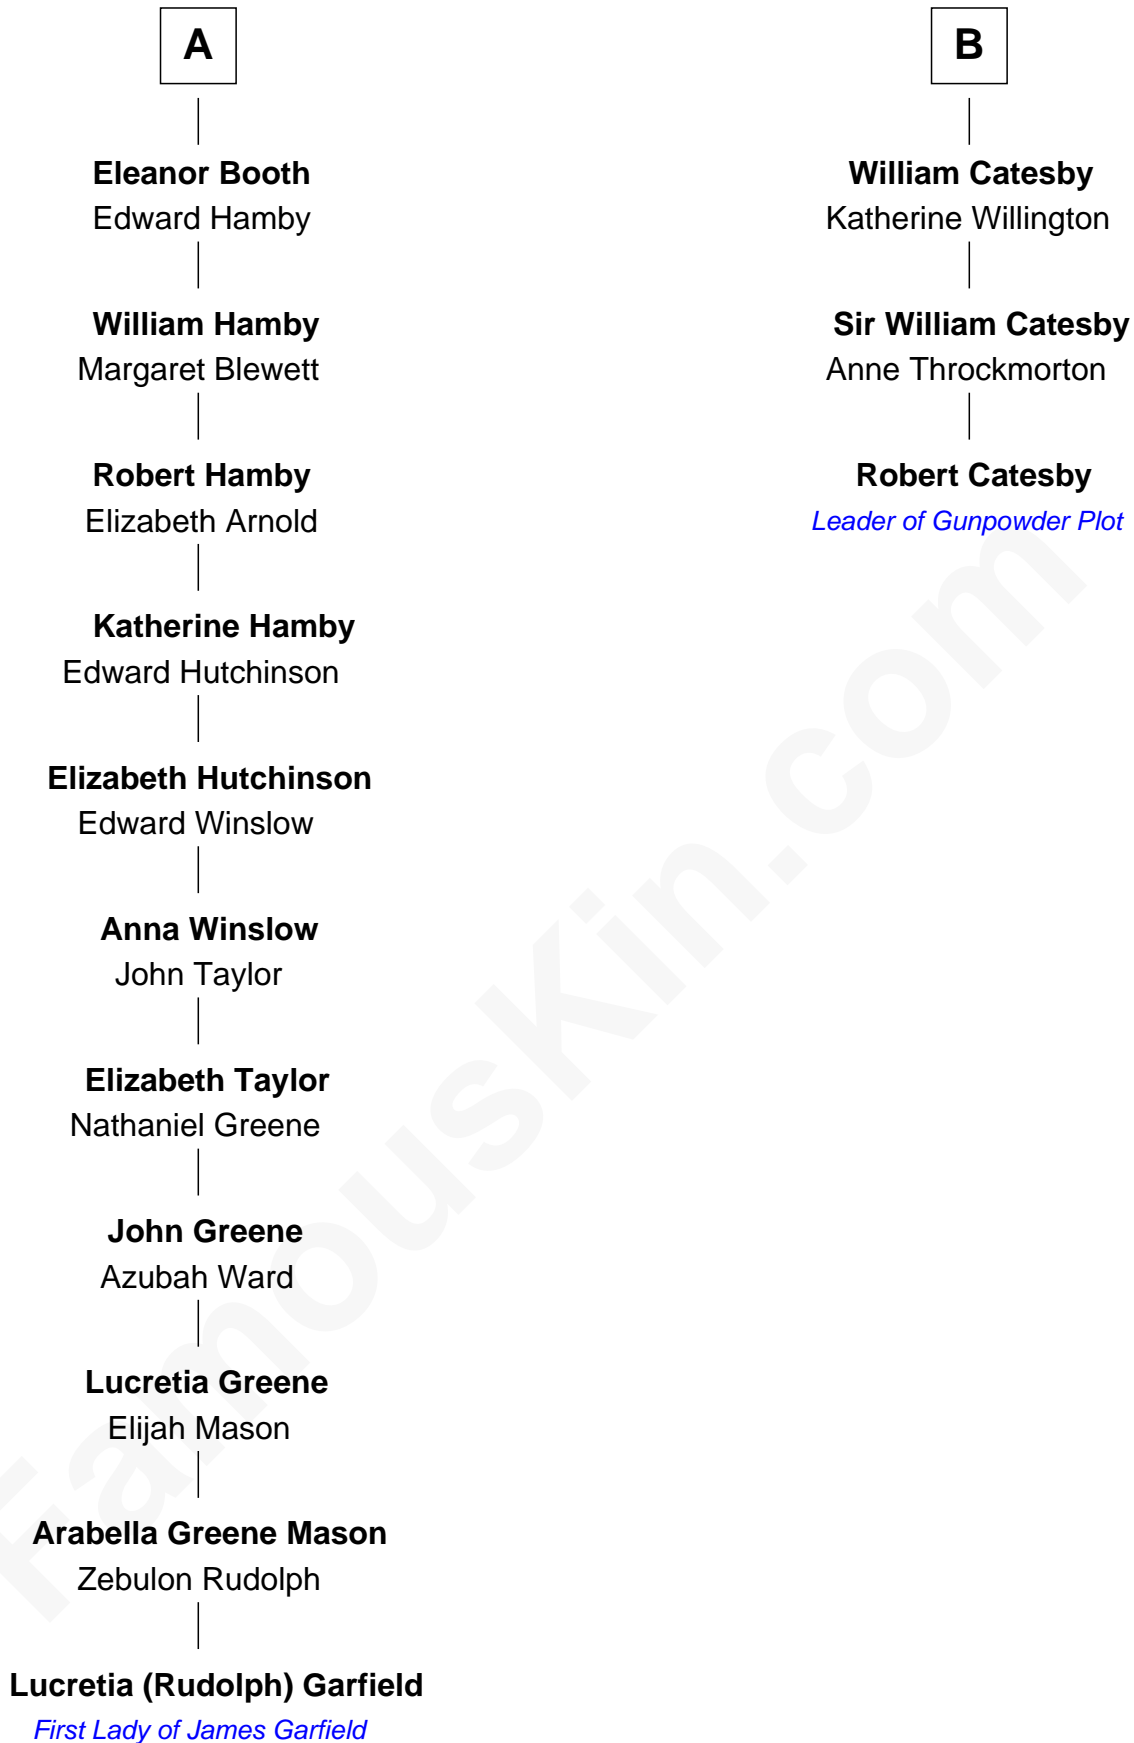 A
Eleanor Booth
Edward Hamby
William Hamby
Margaret Blewett
Robert Hamby
Elizabeth Arnold
Katherine Hamby
Edward Hutchinson
Elizabeth Hutchinson
Edward Winslow
Anna Winslow
John Taylor
Elizabeth Taylor
Nathaniel Greene
John Greene
Azubah Ward
Lucretia Greene
Elijah Mason
Arabella Greene Mason
Zebulon Rudolph
Lucretia (Rudolph) Garfield
First Lady of James Garfield
B
William Catesby
Katherine Willington
Sir William Catesby
Anne Throckmorton
Robert Catesby
Leader of Gunpowder Plot
FamousKin.com